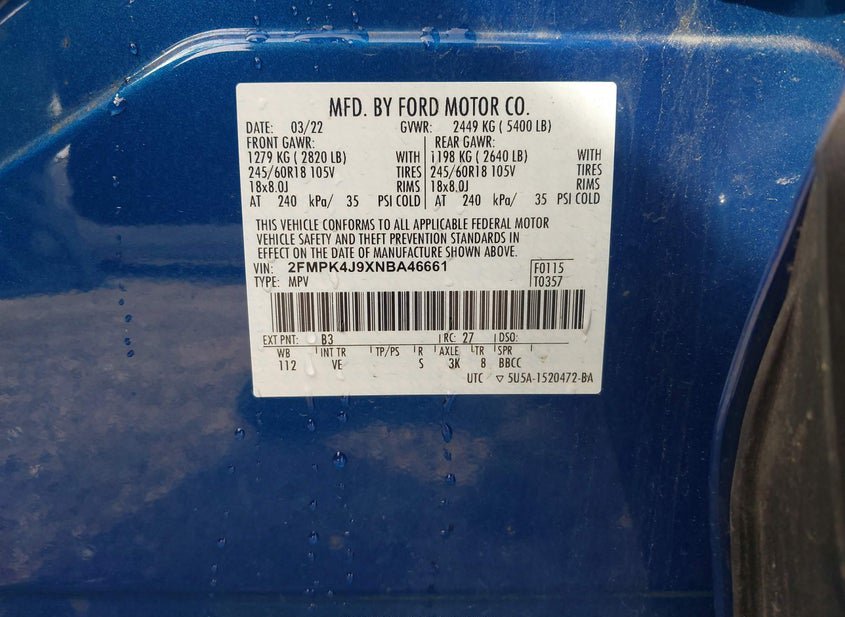 MFD. BY FORD MOTOR CO.
DATE: 03/22 GVWR: 2449 KG ( 5400 LB)
FRONT GAWR: REAR GAWR:
1279 KG ( 2820 LB) WITH 1198 KG ( 2640 LB) WITH
245/60R18 105V TIRES 245/60R18 105V TIRES
18x8.0J RIMS 18x8.0J RIMS
AT 240 kPa/ 35 PSI COLD AT 240 kPa/ 35 PSI COLD
THIS VEHICLE CONFORMS TO ALL APPLICABLE FEDERAL MOTOR
VEHICLE SAFETY AND THEFT PREVENTION STANDARDS IN
EFFECT ON THE DATE OF MANUFACTURE SHOWN ABOVE.
VIN: 2FMPK4J9XNBA46661 F0115
TYPE: MPV T0357
EXT PNT: B3 RC: 27 DSO:
WB INT TR TP/PS R AXLE TR SPR
112 VE S 3K 8 BBCC
UTC ▽ 5U5A-1520472-BA